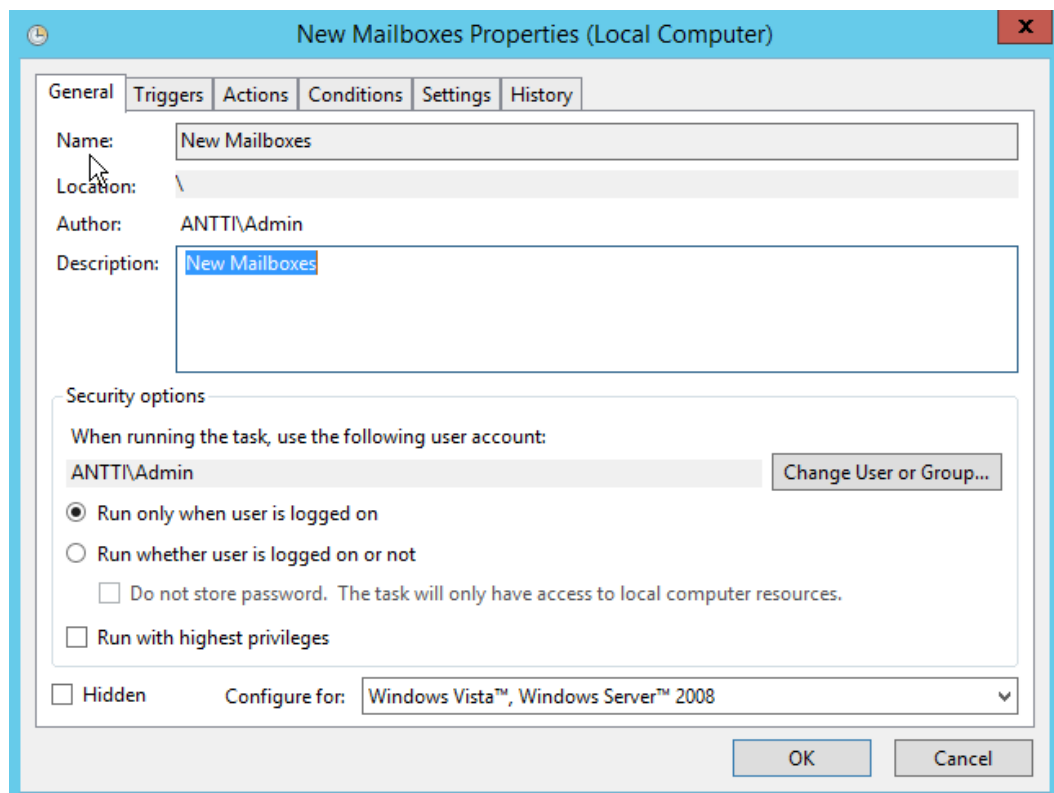 New Mailboxes Properties (Local Computer)
x
General Triggers Actions Conditions Settings History
Name: New Mailboxes
Location: \
Author: ANTTI\Admin
Description: New Mailboxes
Security options
When running the task, use the following user account:
ANTTI\Admin Change User or Group...
Run only when user is logged on
Run whether user is logged on or not
Do not store password. The task will only have access to local computer resources.
Run with highest privileges
Hidden Configure for: Windows Vista™, Windows Server™ 2008
OK Cancel